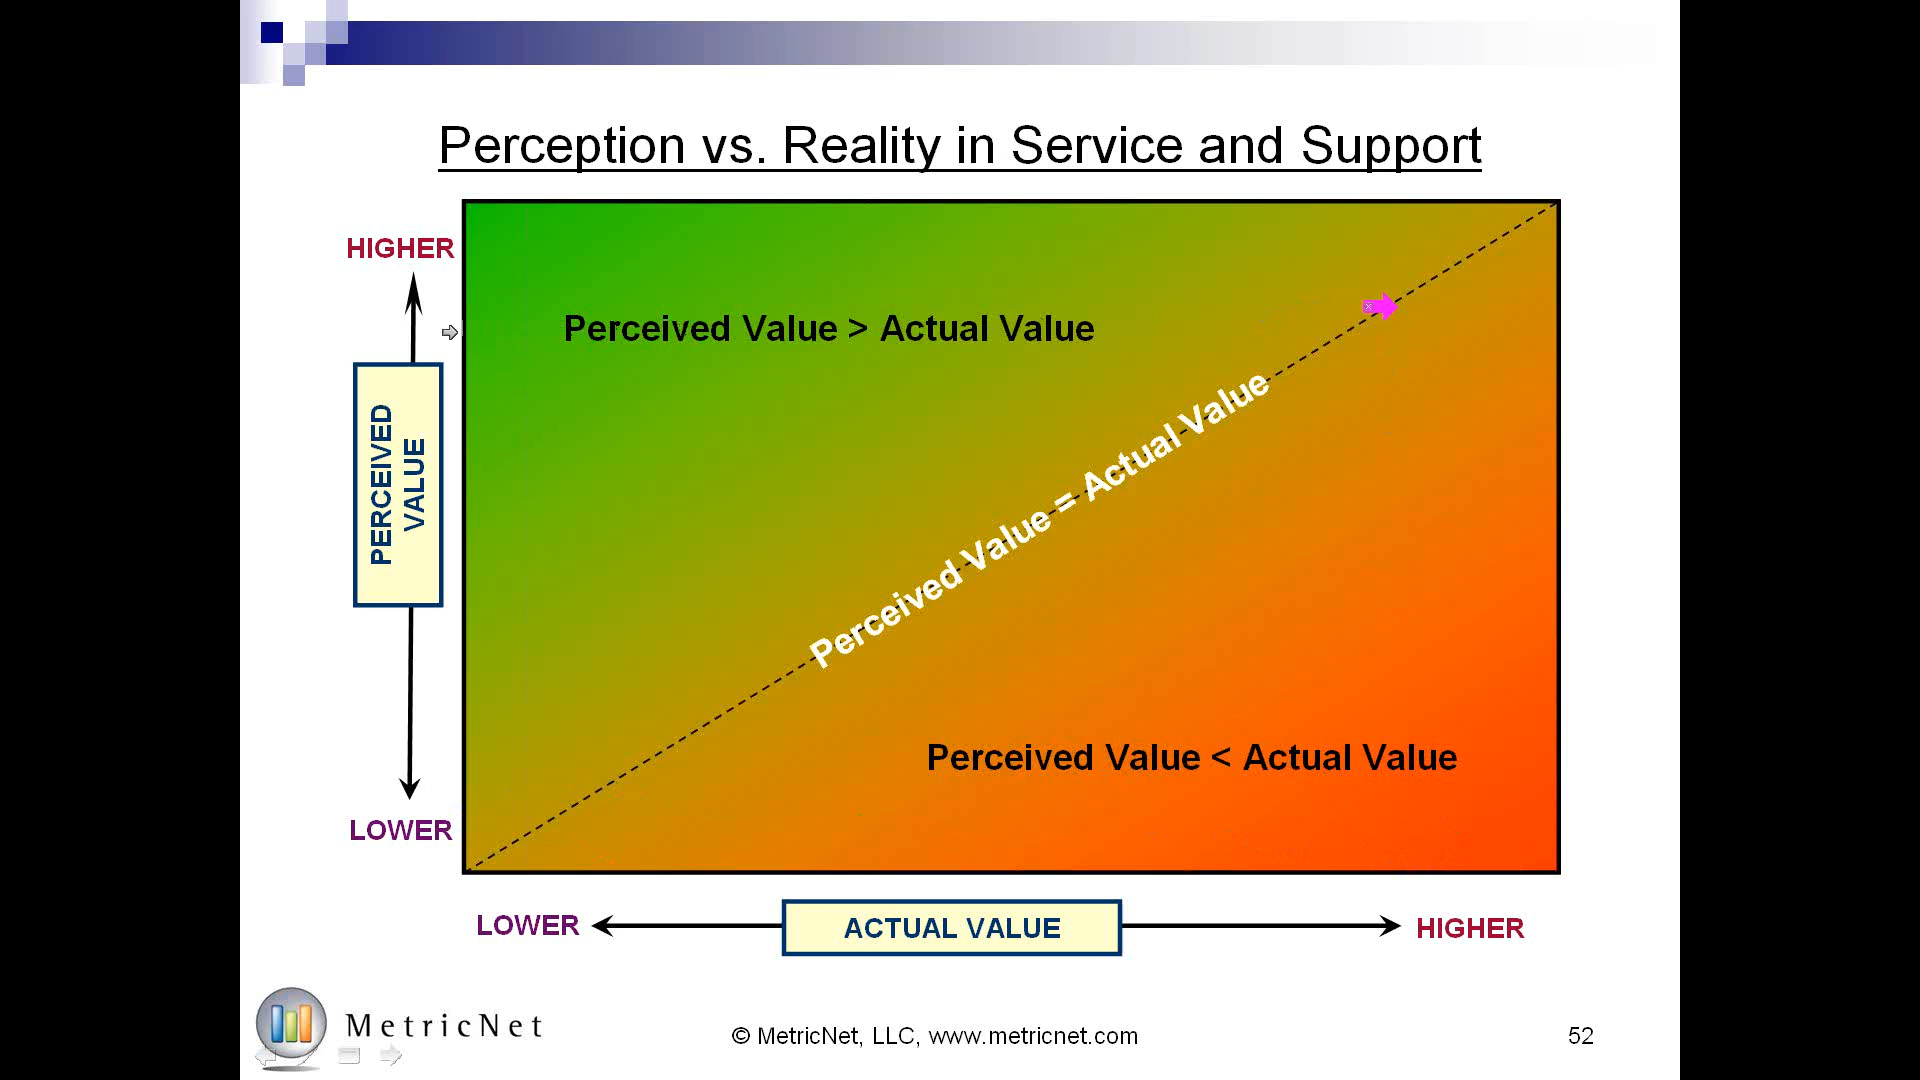 Perception vs. Reality in Service and Support
HIGHER
Perceived Value > Actual Value
PERCEIVED
VALUE
Perceived Value = Actual Value
Perceived Value < Actual Value
LOWER
LOWER
ACTUAL VALUE
HIGHER
MetricNet
© MetricNet, LLC, www.metricnet.com
52